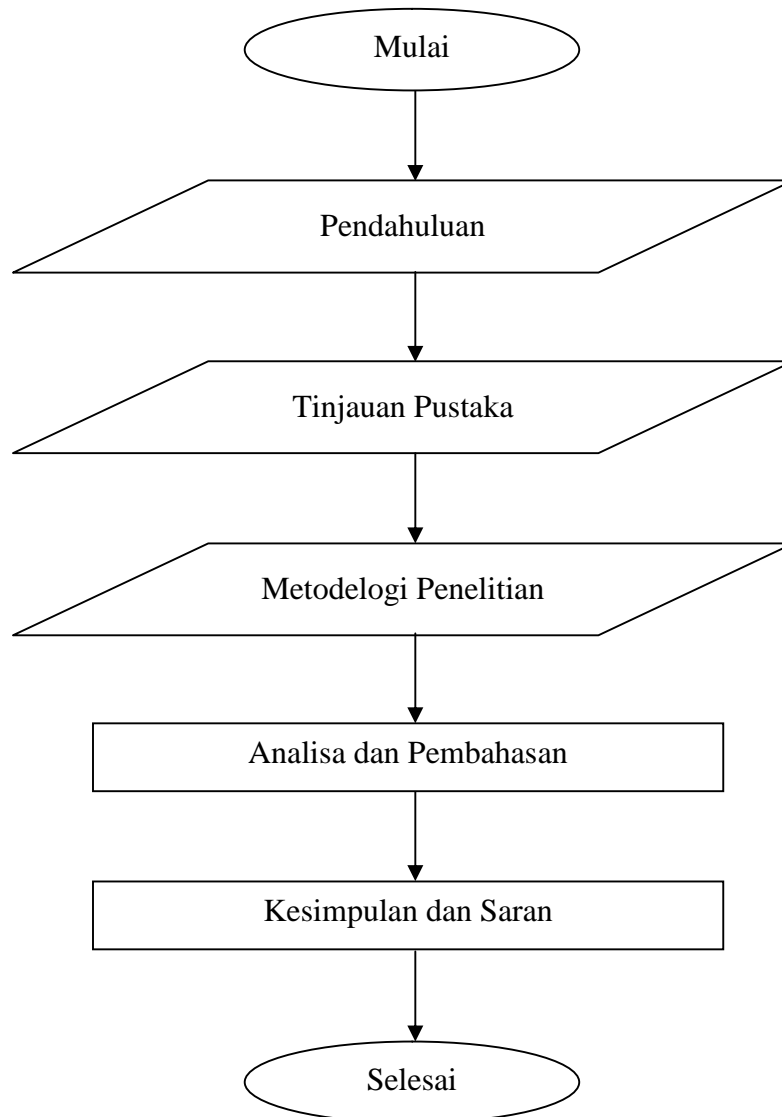 Mulai
Pendahuluan
Tinjauan Pustaka
Metodelogi Penelitian
Analisa dan Pembahasan
Kesimpulan dan Saran
Selesai